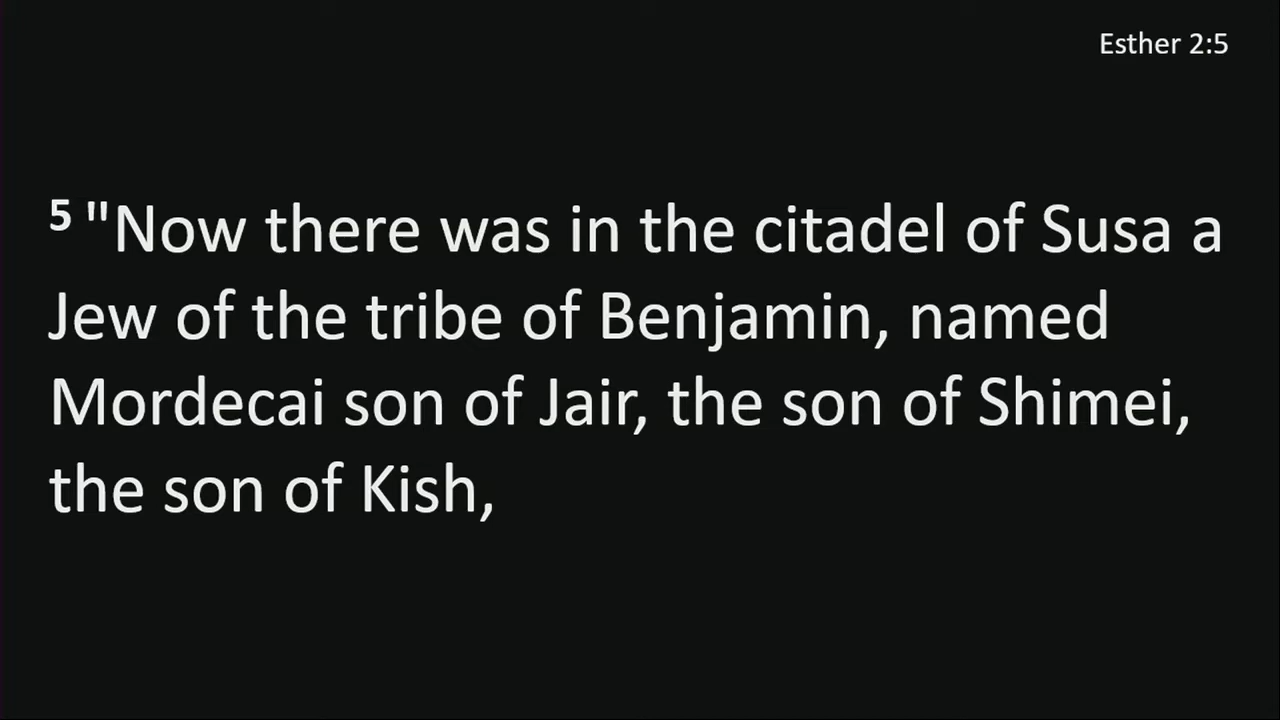 Esther 2:5
5 "Now there was in the citadel of Susa a
Jew of the tribe of Benjamin, named
Mordecai son of Jair, the son of Shimei,
the son of Kish,